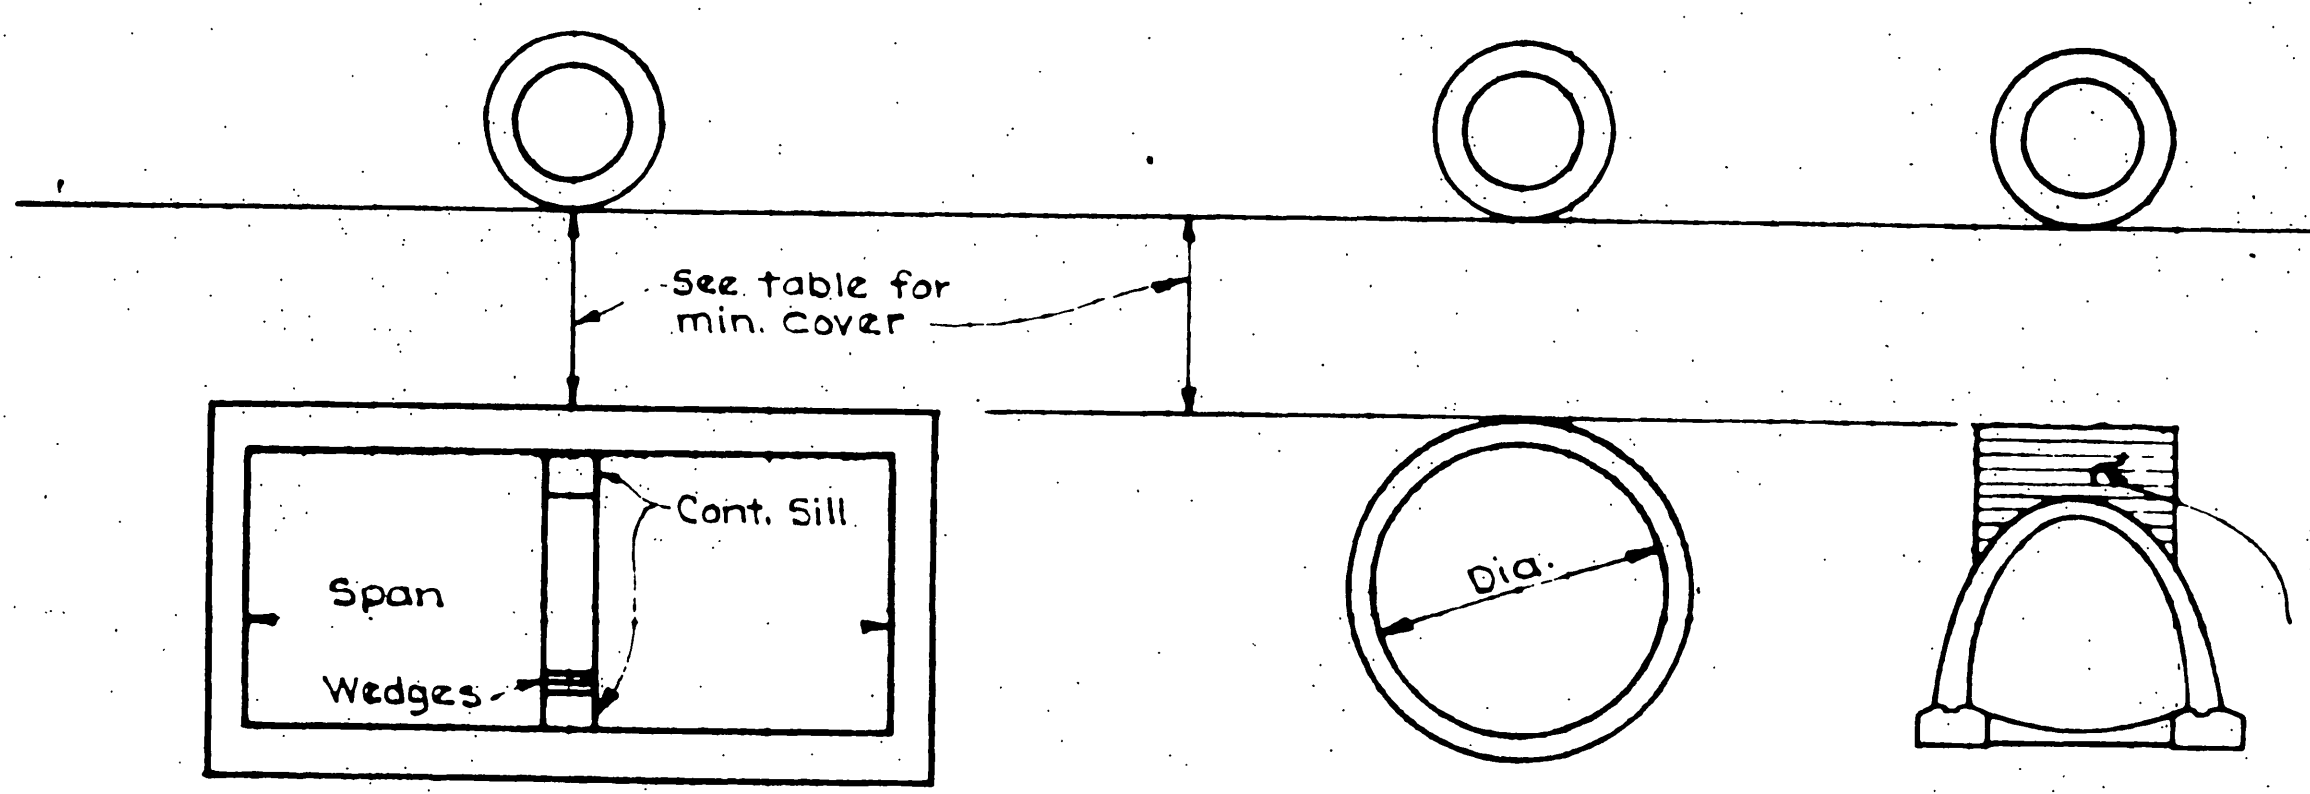 See table for
min. cover
Cont. Sill
Span
Dia.
Wedges